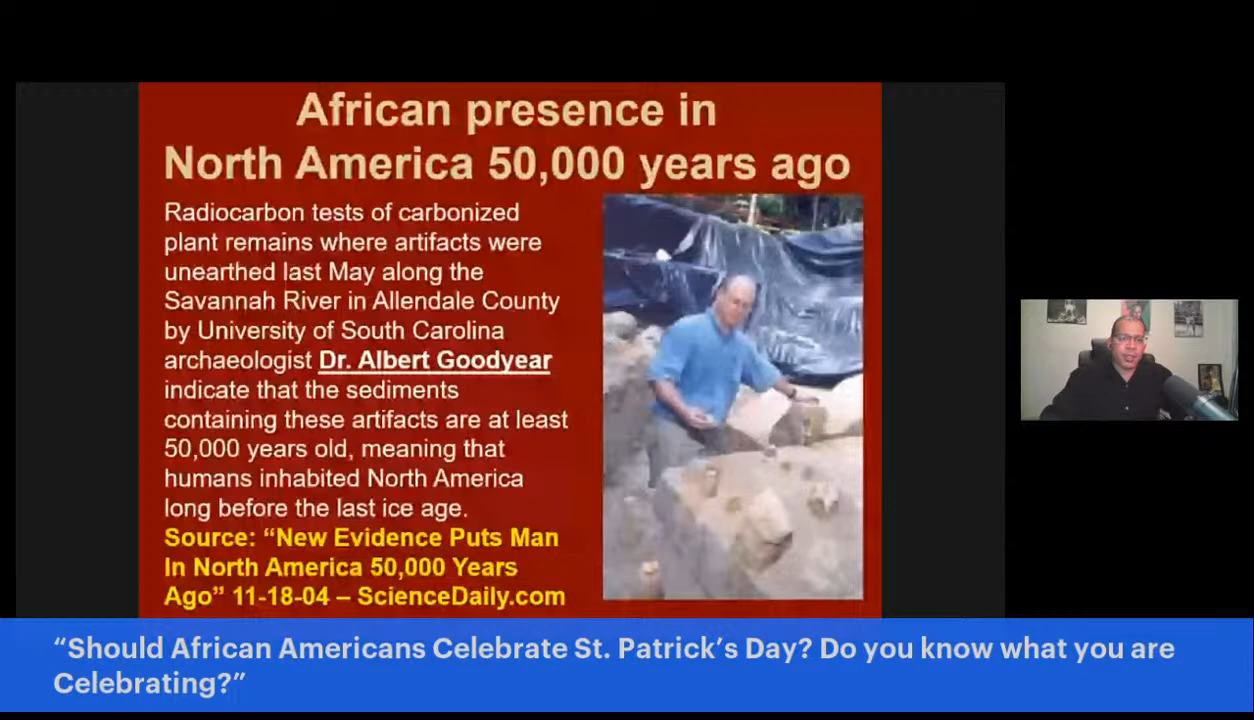 African presence in
North America 50,000 years ago
Radiocarbon tests of carbonized
plant remains where artifacts were
unearthed last May along the
Savannah River in Allendale County
by University of South Carolina
archaeologist Dr. Albert Goodyear
indicate that the sediments
containing these artifacts are at least
50,000 years old, meaning that
humans inhabited North America
long before the last ice age.
Source: “New Evidence Puts Man
In North America 50,000 Years
Ago” 11-18-04 – ScienceDaily.com
“Should African Americans Celebrate St. Patrick’s Day? Do you know what you are
Celebrating?”